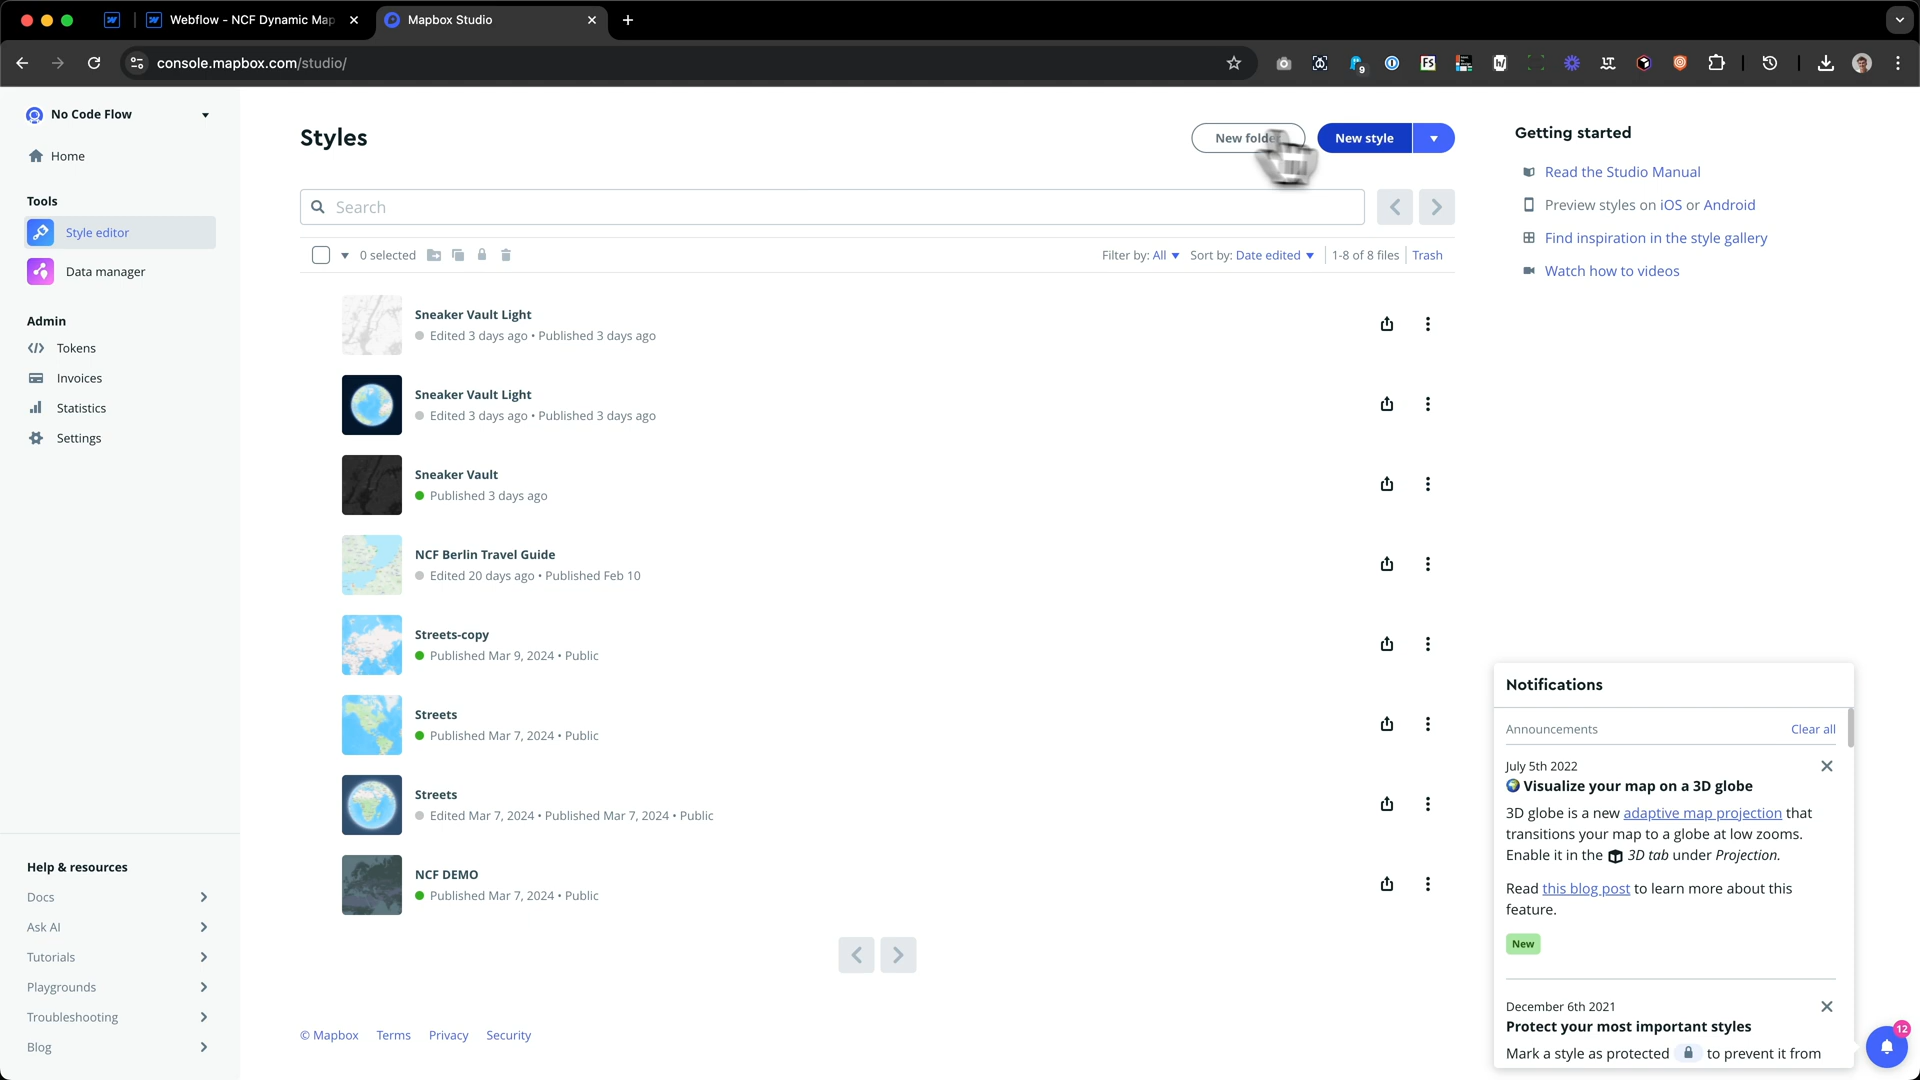 Webflow - NCF Dynamic Map
Mapbox Studio
console.mapbox.com/studio/
9
No Code Flow
Home
Tools
Style editor
Data manager
Admin
Tokens
Invoices
Statistics
Settings
Help & resources
Docs
Ask AI
Tutorials
Playgrounds
Troubleshooting
Blog
Styles
New folder
New style
Search
0 selected
Filter by: All
Sort by: Date edited
1-8 of 8 files
Trash
Sneaker Vault Light
Edited 3 days ago • Published 3 days ago
Sneaker Vault Light
Edited 3 days ago • Published 3 days ago
Sneaker Vault
Published 3 days ago
NCF Berlin Travel Guide
Edited 20 days ago • Published Feb 10
Streets-copy
Published Mar 9, 2024 • Public
Streets
Published Mar 7, 2024 • Public
Streets
Edited Mar 7, 2024 • Published Mar 7, 2024 • Public
NCF DEMO
Published Mar 7, 2024 • Public
© Mapbox
Terms
Privacy
Security
Getting started
Read the Studio Manual
Preview styles on iOS or Android
Find inspiration in the style gallery
Watch how to videos
Notifications
Announcements
Clear all
July 5th 2022
Visualize your map on a 3D globe
3D globe is a new adaptive map projection that
transitions your map to a globe at low zooms.
Enable it in the 3D tab under Projection.
Read this blog post to learn more about this
feature.
New
December 6th 2021
Protect your most important styles
Mark a style as protected to prevent it from
12